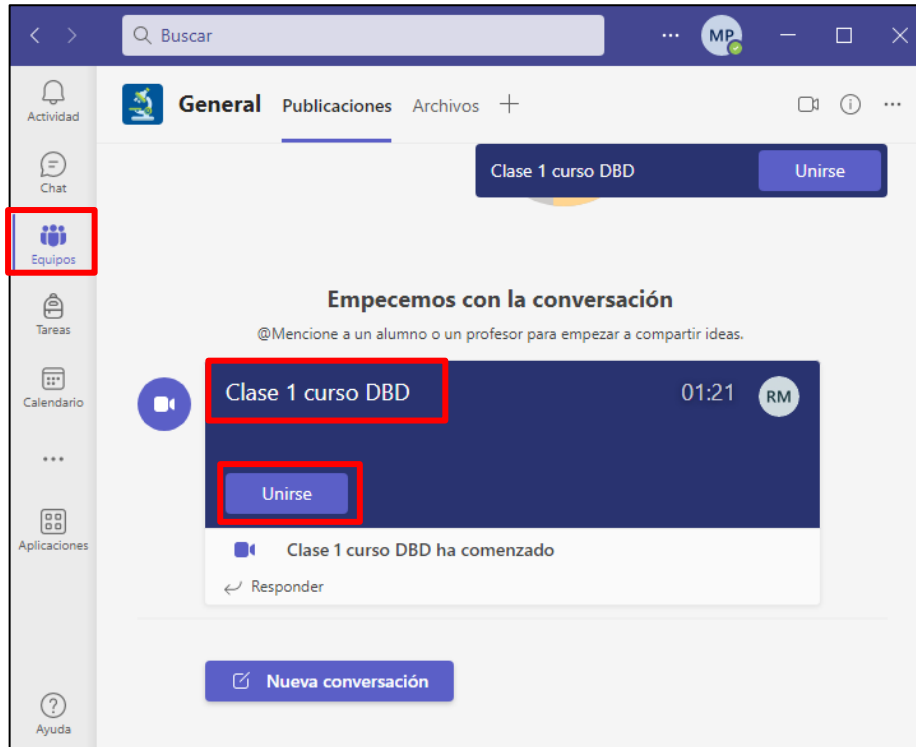 Buscar
MP
Actividad
General Publicaciones Archivos
Clase 1 curso DBD Unirse
Chat
Equipos
Tareas
Calendario
Aplicaciones
Ayuda
Empecemos con la conversación
@Mencione a un alumno o un profesor para empezar a compartir ideas.
Clase 1 curso DBD 01:21 RM
Unirse
Clase 1 curso DBD ha comenzado
Responder
Nueva conversación